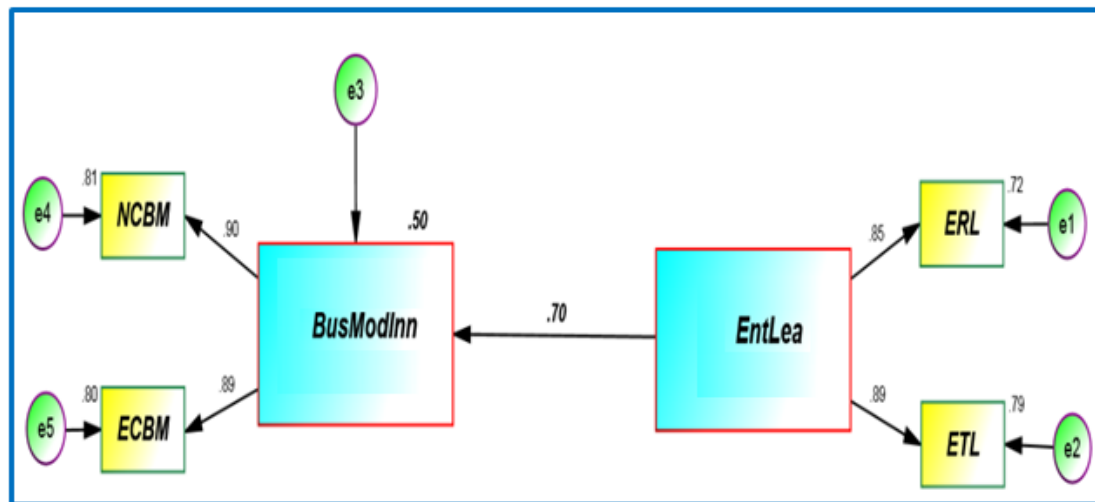 e3
.81
.72
NCBM
ERL
e4
e1
.90
.50
.85
.70
BusModInn
EntLea
.80
.89
.89
.79
ECBM
ETL
e5
e2